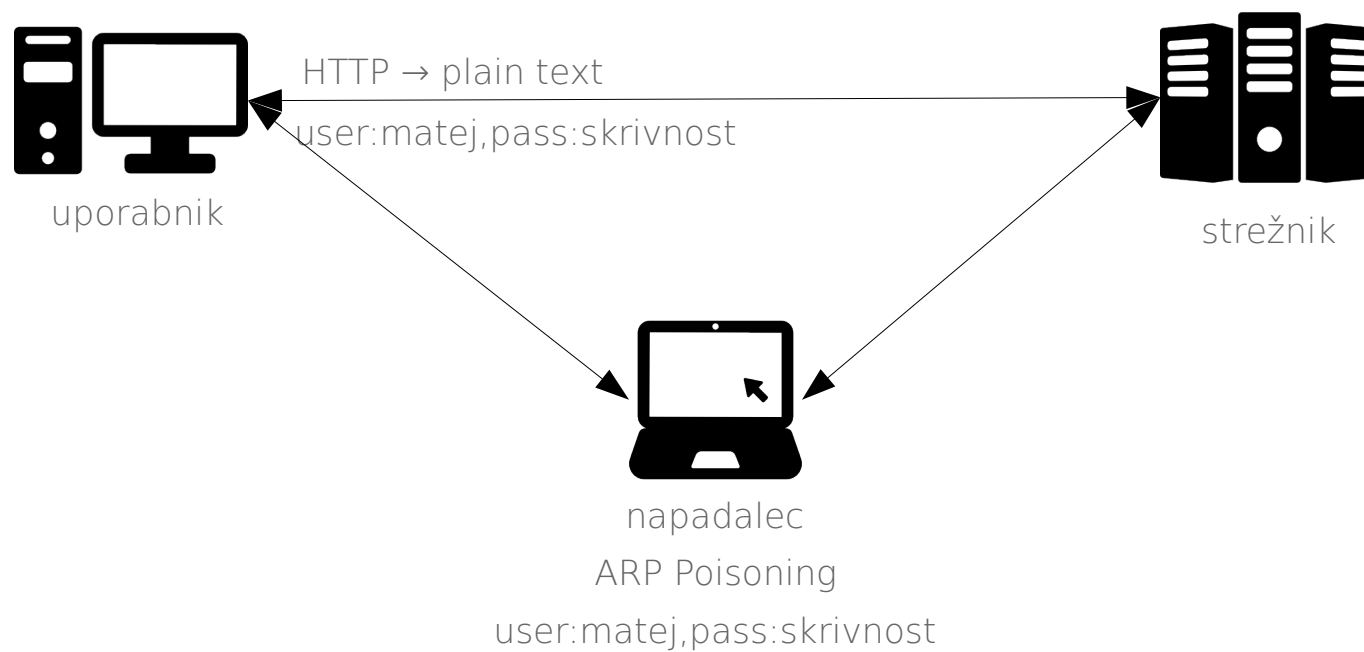 HTTP → plain text
user:matej,pass:skrivnost
uporabnik
strežnik
napadalec
ARP Poisoning
user:matej,pass:skrivnost